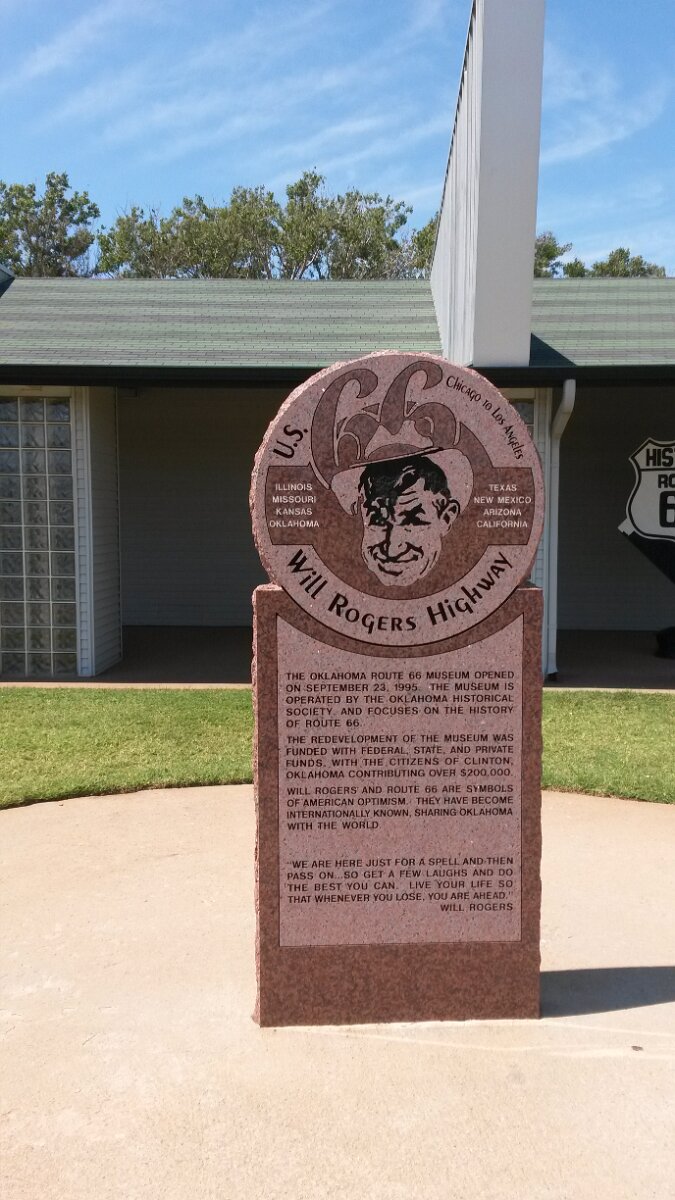 U.S.
66
CHICAGO TO LOS ANGELES
ILLINOIS
MISSOURI
KANSAS
OKLAHOMA
TEXAS
NEW MEXICO
ARIZONA
CALIFORNIA
WILL ROGERS HIGHWAY
THE OKLAHOMA ROUTE 66 MUSEUM OPENED
ON SEPTEMBER 23, 1995. THE MUSEUM IS
OPERATED BY THE OKLAHOMA HISTORICAL
SOCIETY, AND FOCUSES ON THE HISTORY
OF ROUTE 66.
THE REDEVELOPMENT OF THE MUSEUM WAS
FUNDED WITH FEDERAL, STATE, AND PRIVATE
FUNDS, WITH THE CITIZENS OF CLINTON,
OKLAHOMA CONTRIBUTING OVER $200,000.
WILL ROGERS AND ROUTE 66 ARE SYMBOLS
OF AMERICAN OPTIMISM. THEY HAVE BECOME
INTERNATIONALLY KNOWN, SHARING OKLAHOMA
WITH THE WORLD.
"WE ARE HERE JUST FOR A SPELL AND THEN
PASS ON...SO GET A FEW LAUGHS AND DO
THE BEST YOU CAN. LIVE YOUR LIFE SO
THAT WHENEVER YOU LOSE, YOU ARE AHEAD."
WILL ROGERS
HIS
RO
6